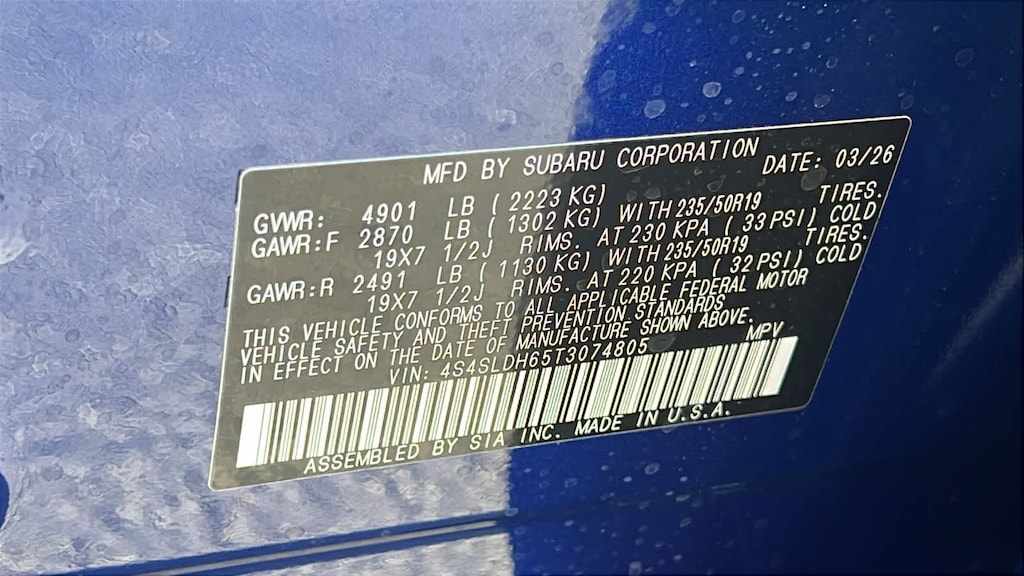 MFD BY SUBARU CORPORATION DATE: 03/26
GVWR: 4901 LB ( 2223 KG)
GAWR:F 2870 LB ( 1302 KG) WITH 235/50R19 TIRES.
19X7 1/2J RIMS. AT 230 KPA ( 33 PSI) COLD
GAWR:R 2491 LB ( 1130 KG) WITH 235/50R19 TIRES.
19X7 1/2J RIMS. AT 220 KPA ( 32 PSI) COLD
THIS VEHICLE CONFORMS TO ALL APPLICABLE FEDERAL MOTOR
VEHICLE SAFETY AND THEFT PREVENTION STANDARDS
IN EFFECT ON THE DATE OF MANUFACTURE SHOWN ABOVE.
VIN: 4S4SLDH65T3074805 MPV
ASSEMBLED BY SIA INC. MADE IN U.S.A.